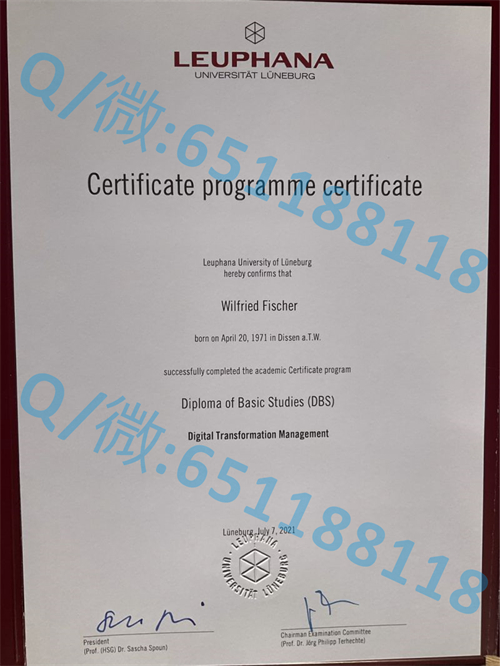 LEUPHANA
UNIVERSITÄT LÜNEBURG
Q/微:651188118
Certificate programme certificate
Leuphana University of Lüneburg
hereby confirms that
Wilfried Fischer
born on April 20, 1971 in Dissen a.T.W.
successfully completed the academic Certificate program
Diploma of Basic Studies (DBS)
Digital Transformation Management
Q/微:651188118
Lüneburg, July 7, 2021
· LEUPHANA · UNIVERSITÄT LÜNEBURG
President
(Prof. (HSG) Dr. Sascha Spoun)
Chairman Examination Committee
(Prof. Dr. Jörg Philipp Terhechte)